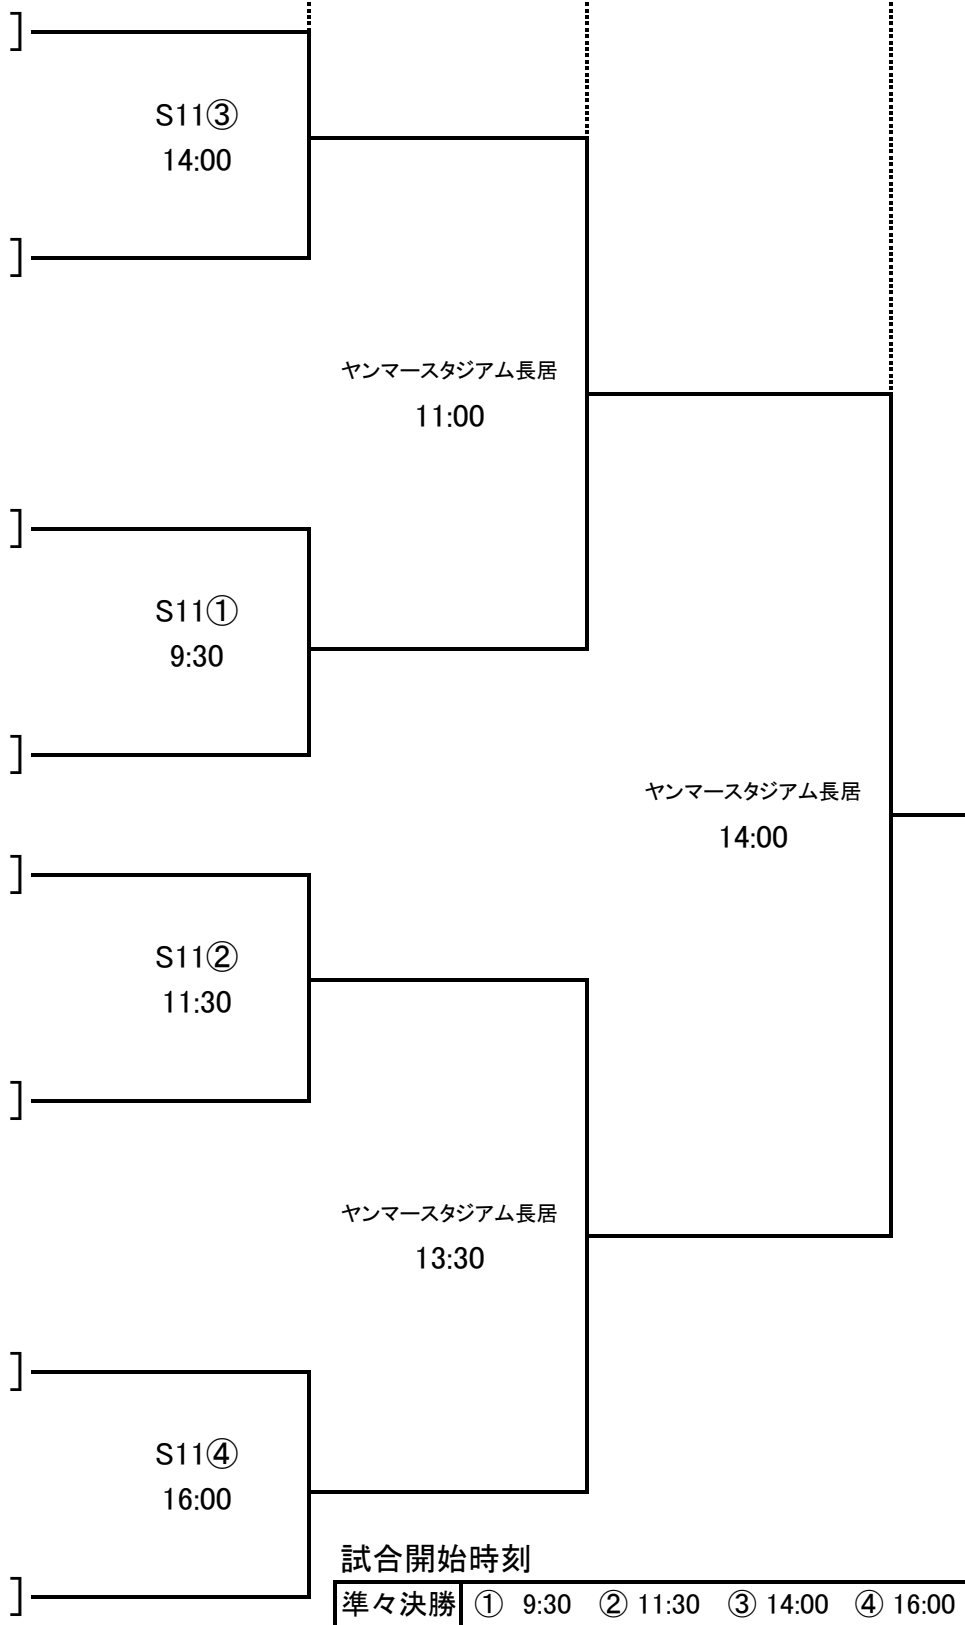 ]
S11③
14:00
]
ヤンマースタジアム長居
11:00
]
S11①
9:30
]
ヤンマースタジアム長居
14:00
]
S11②
11:30
]
ヤンマースタジアム長居
13:30
]
S11④
16:00
試合開始時刻
]
準々決勝 ① 9:30 ② 11:30 ③ 14:00 ④ 16:00